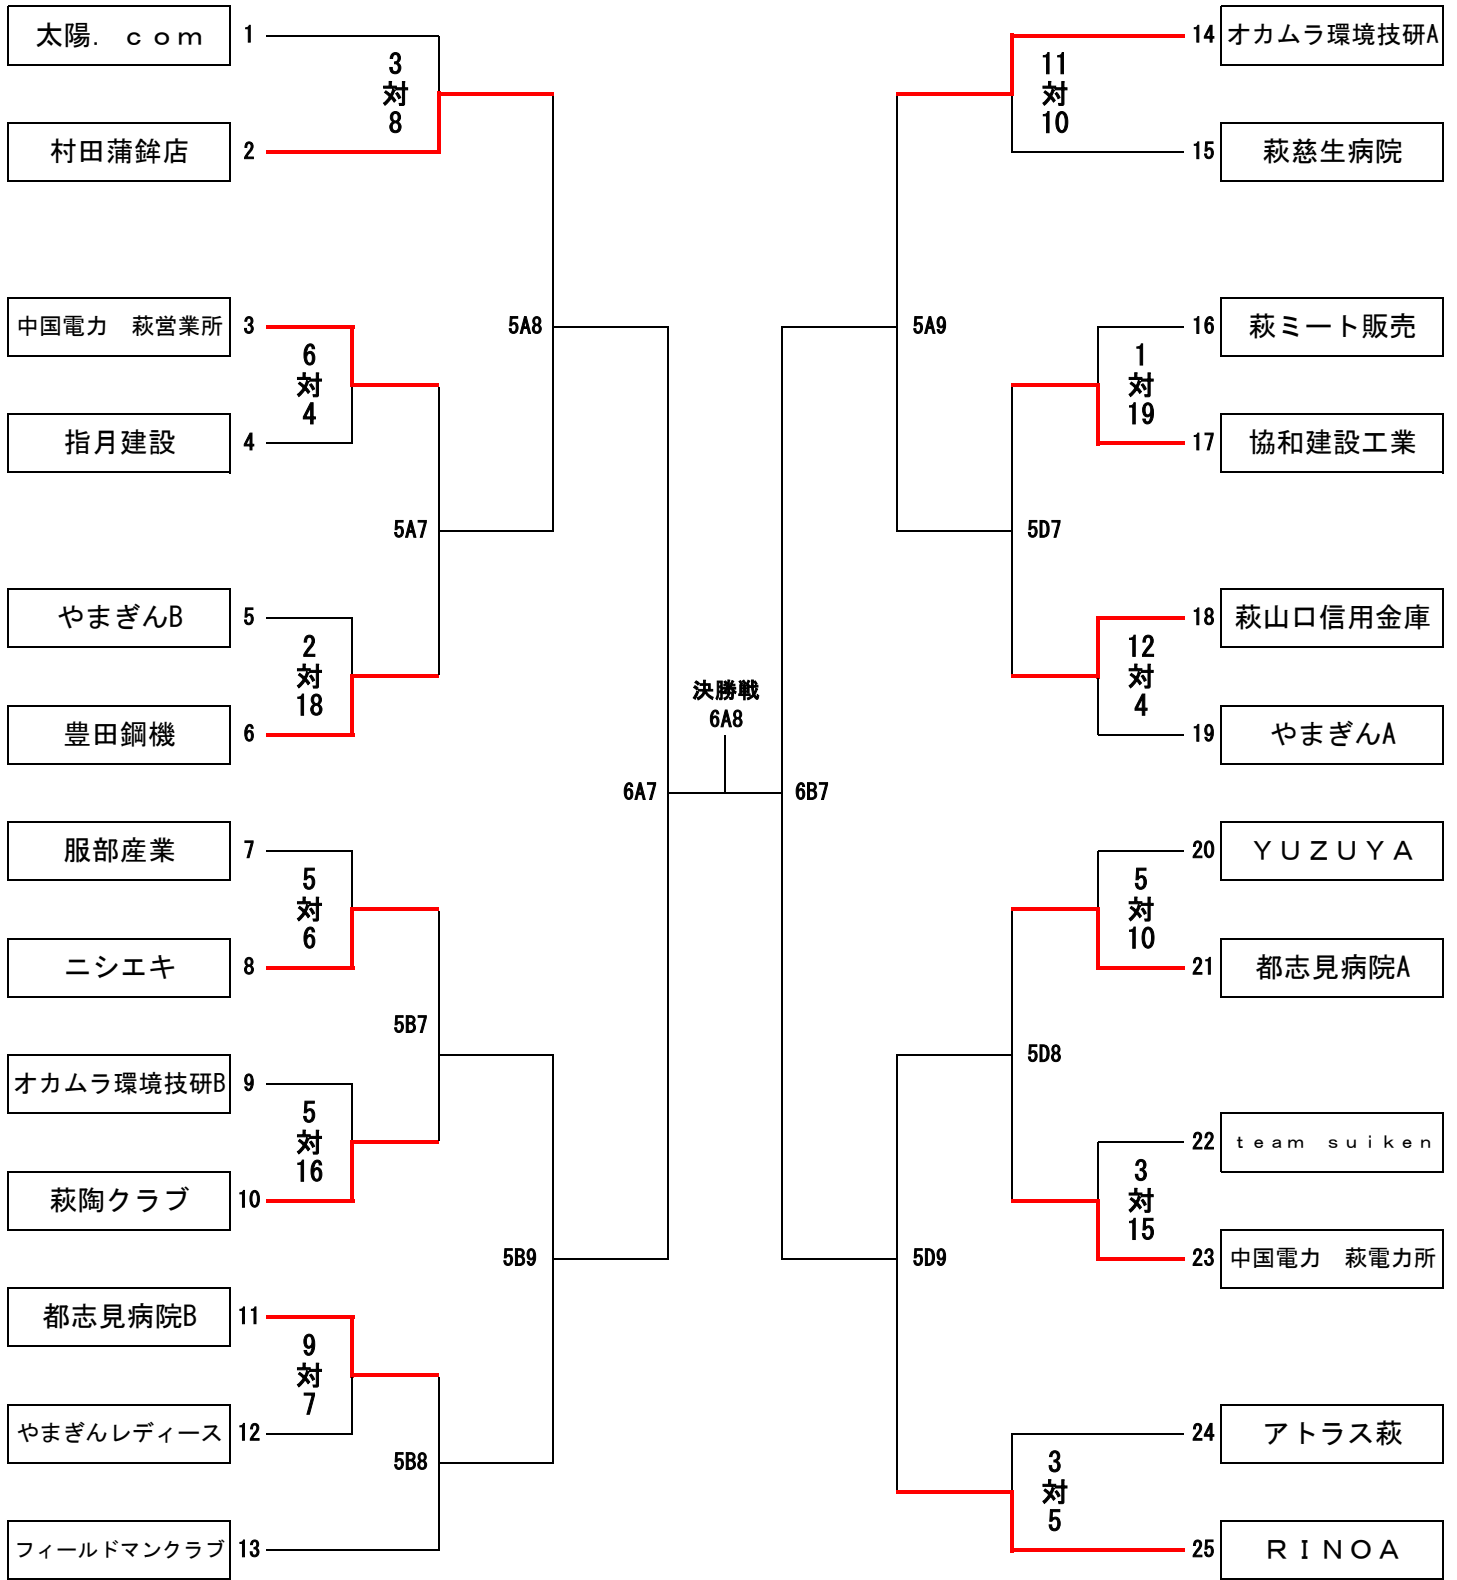 太陽．ｃｏｍ 1
3
対
8
村田蒲鉾店 2
中国電力　萩営業所 3
6
対
4
指月建設 4
5A8
5A7
やまぎんB 5
2
対
18
豊田鋼機 6
服部産業 7
5
対
6
ニシエキ 8
5B7
オカムラ環境技研B 9
5
対
16
萩陶クラブ 10
5B9
都志見病院B 11
9
対
7
やまぎんレディース 12
5B8
フィールドマンクラブ 13
6A7
決勝戦
6A8
6B7
14 オカムラ環境技研A
11
対
10
15 萩慈生病院
5A9
16 萩ミート販売
1
対
19
17 協和建設工業
5D7
18 萩山口信用金庫
12
対
4
19 やまぎんA
20 ＹＵＺＵＹＡ
5
対
10
21 都志見病院A
5D8
22 ｔｅａｍ　ｓｕｉｋｅｎ
3
対
15
23 中国電力　萩電力所
5D9
24 アトラス萩
3
対
5
25 ＲＩＮＯＡ